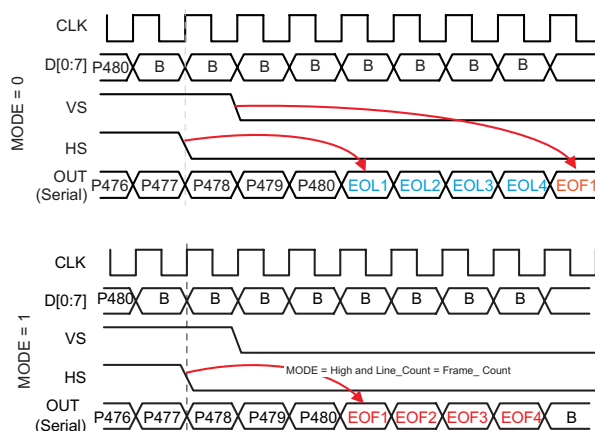 MODE = 0
CLK
D[0:7] P480 B B B B B B B B
VS
HS
OUT (Serial) P476 P477 P478 P479 P480 EOL1 EOL2 EOL3 EOL4 EOF1
MODE = 1
CLK
D[0:7] P480 B B B B B B B B
VS
HS MODE = High and Line_Count = Frame_ Count
OUT (Serial) P476 P477 P478 P479 P480 EOF1 EOF2 EOF3 EOF4 B